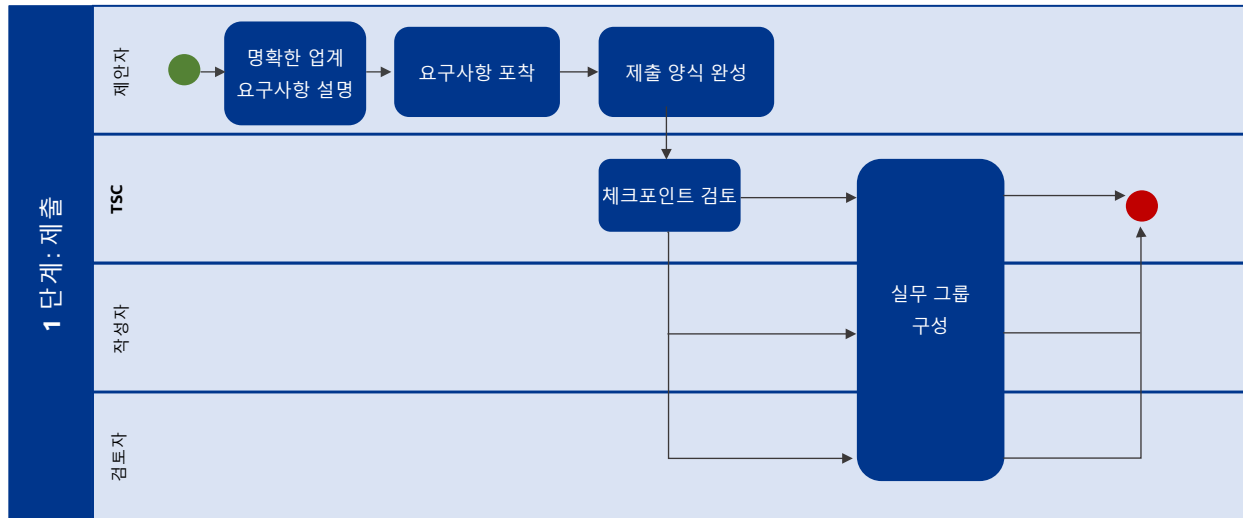 1 단계: 제출
제안자
명확한 업계
요구사항 설명
요구사항 포착
제출 양식 완성
TSC
체크포인트 검토
작성자
실무 그룹
구성
검토자